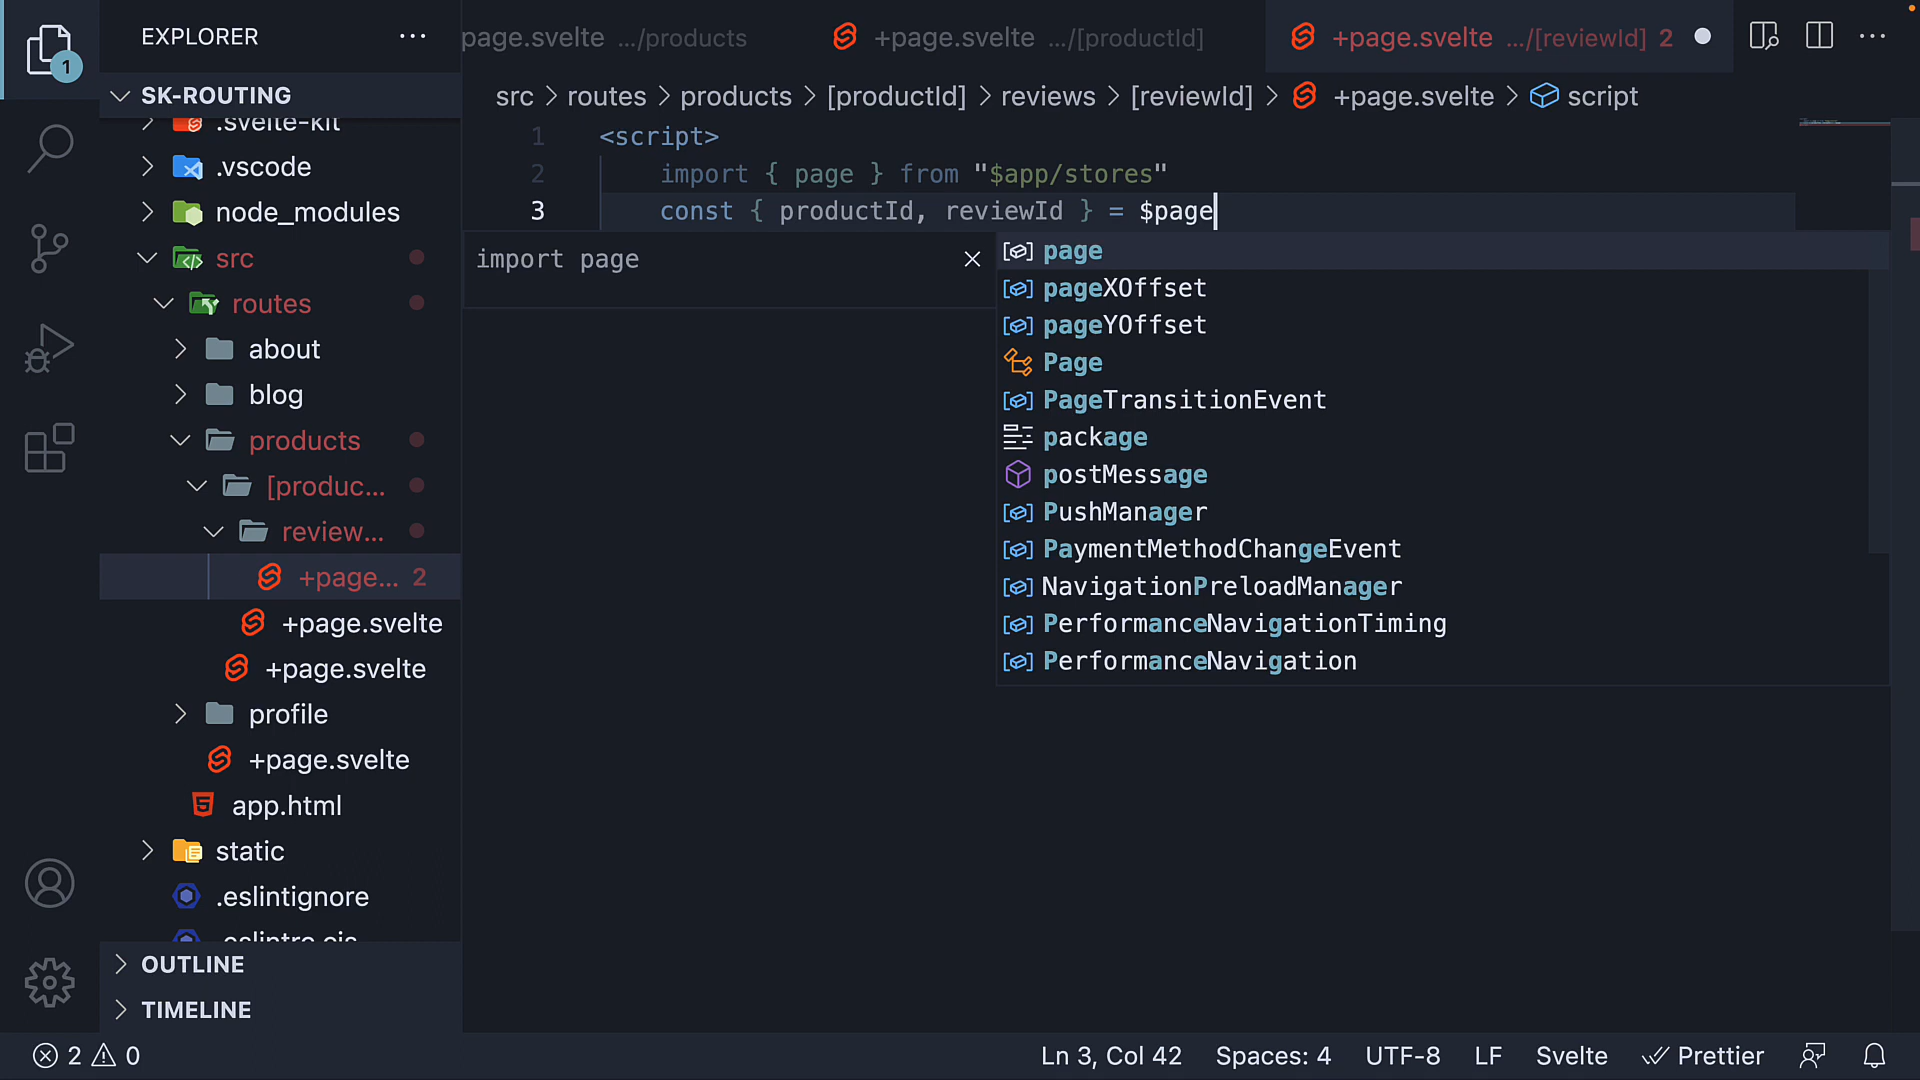 EXPLORER
1
page.svelte .../products
+page.svelte .../[productId]
+page.svelte .../[reviewId] 2
SK-ROUTING
.svelte-kit
.vscode
node_modules
src
routes
about
blog
products
[produc...
review...
+page... 2
+page.svelte
+page.svelte
profile
+page.svelte
app.html
static
.eslintignore
.eslintrc.cjs
OUTLINE
TIMELINE
src > routes > products > [productId] > reviews > [reviewId] > +page.svelte > script
1 <script>
2 import { page } from "$app/stores"
3 const { productId, reviewId } = $page
import page
page
pageXOffset
pageYOffset
Page
PageTransitionEvent
package
postMessage
PushManager
PaymentMethodChangeEvent
NavigationPreloadManager
PerformanceNavigationTiming
PerformanceNavigation
2 0
Ln 3, Col 42 Spaces: 4 UTF-8 LF Svelte Prettier